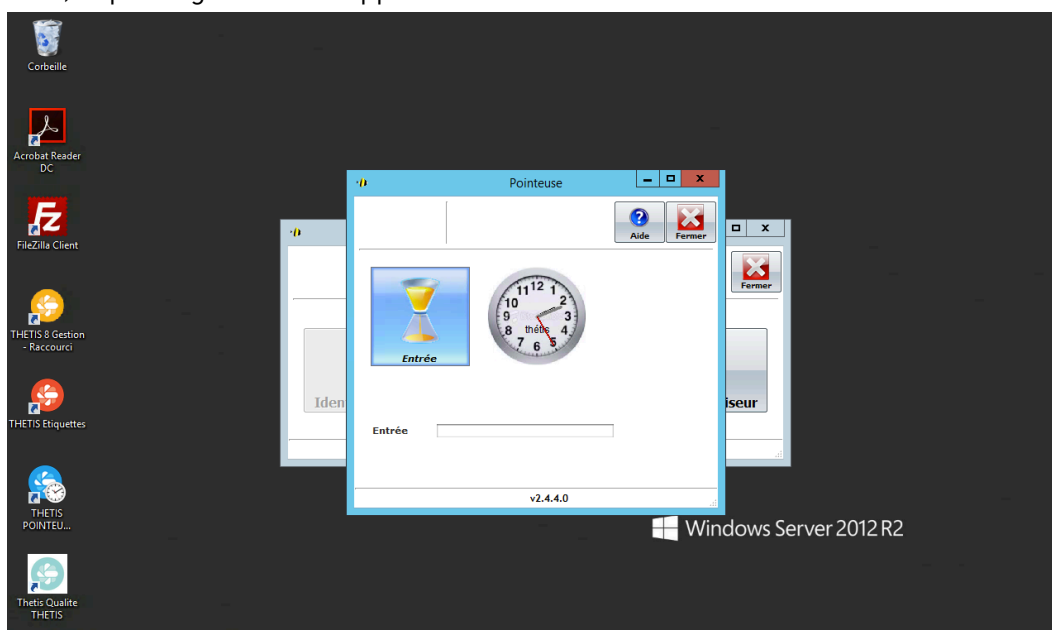 Corbeille
Acrobat Reader
DC
FileZilla Client
THETIS 8 Gestion
- Raccourci
THETIS Etiquettes
THETIS
POINTEU...
Thetis Qualite
THETIS
Pointeuse
Aide
Fermer
Fermer
11 12 1
10 2
9 3
8 thétis 4
7 6 5
Entrée
Iden
iseur
Entrée
v2.4.4.0
Windows Server 2012 R2